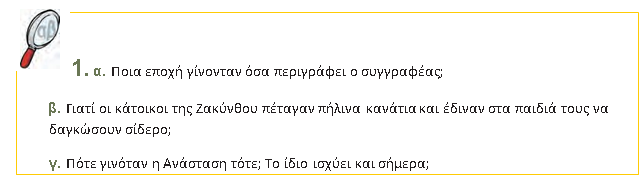 αβ
1. α. Ποια εποχή γίνονταν όσα περιγράφει ο συγγραφέας;
β. Γιατί οι κάτοικοι της Ζακύνθου πέταγαν πήλινα κανάτια και έδιναν στα παιδιά τους να
δαγκώσουν σίδερο;
γ. Πότε γινόταν η Ανάσταση τότε; Το ίδιο ισχύει και σήμερα;